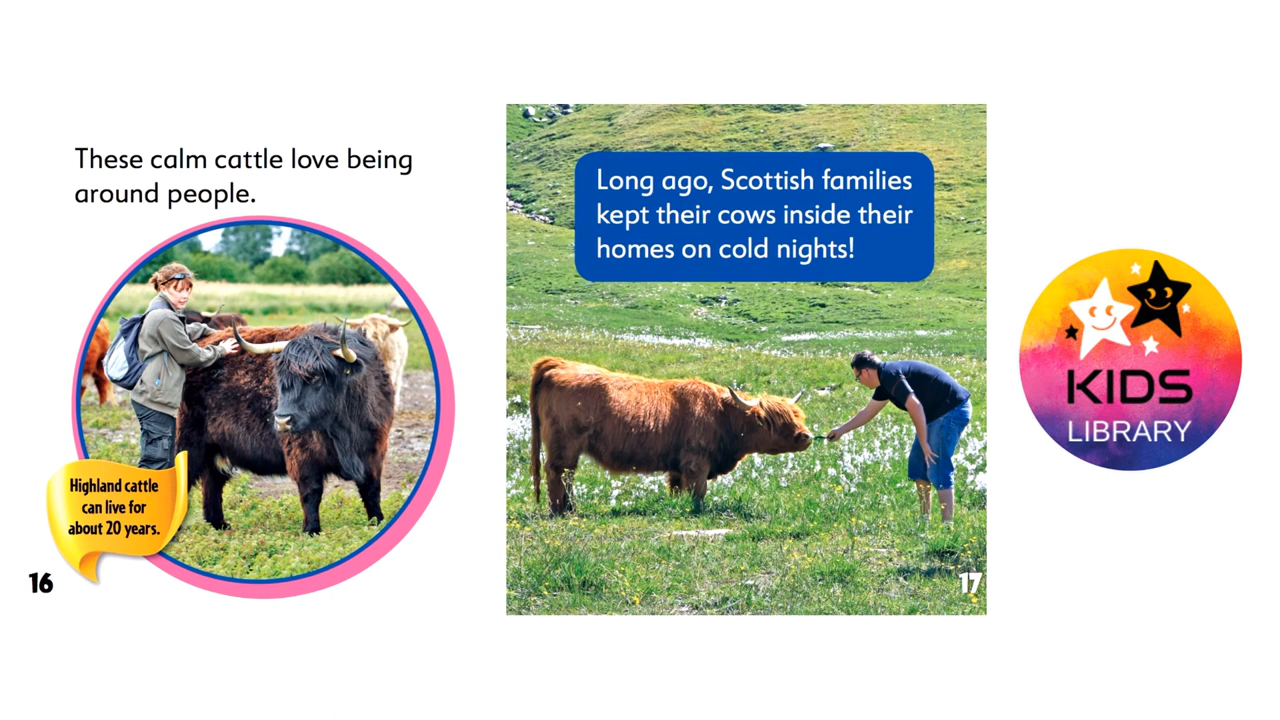 These calm cattle love being
around people.
Highland cattle
can live for
about 20 years.
16
Long ago, Scottish families
kept their cows inside their
homes on cold nights!
17
KIDS
LIBRARY